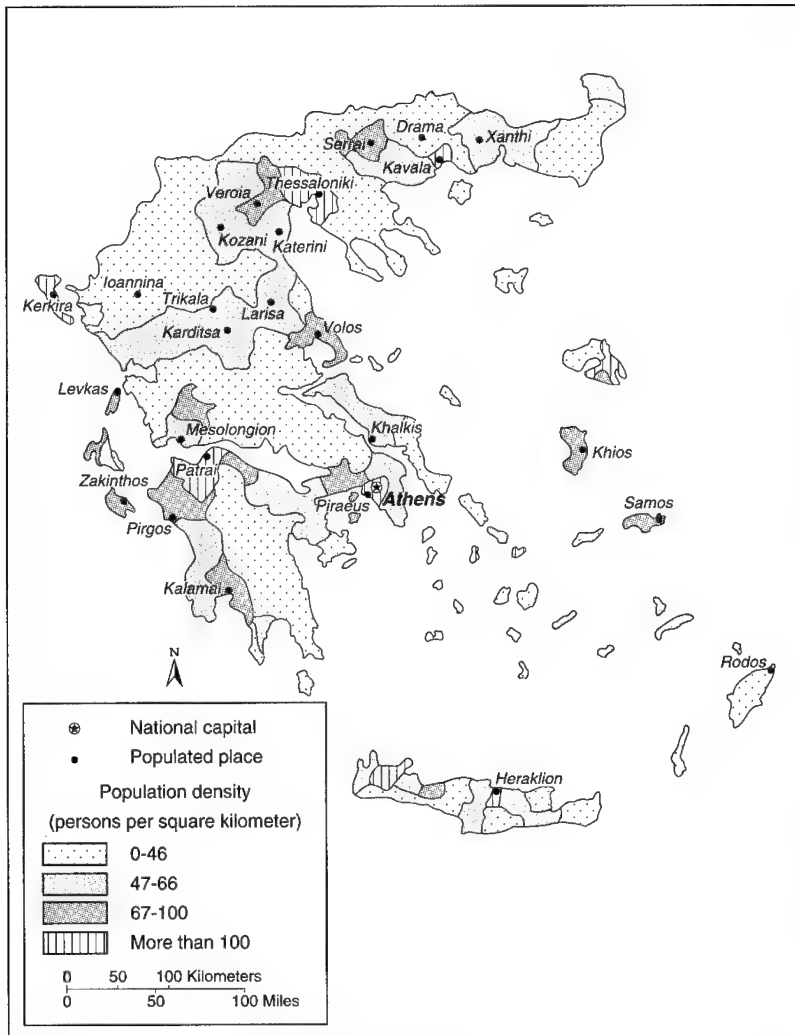 Drama
Xanthi
Serrai
Kavala
Thessaloniki
Veroia
Kozani
Katerini
Ioannina
Kerkira
Trikala
Larisa
Karditsa
Volos
Levkas
Mesolongion
Khalkis
Khios
Patrai
Zakinthos
Piraeus
Athens
Samos
Pirgos
Kalamai
Rodos
N
National capital
Populated place
Heraklion
Population density
(persons per square kilometer)
0-46
47-66
67-100
More than 100
0 50 100 Kilometers
0 50 100 Miles